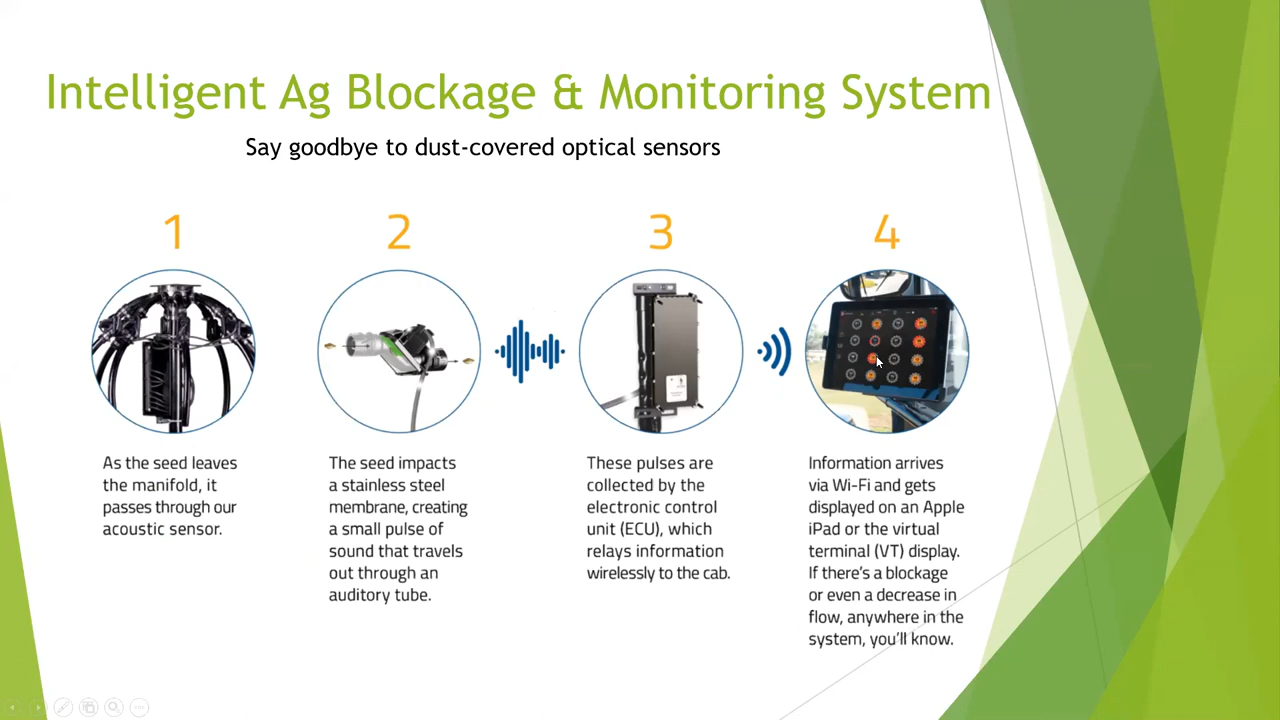 Intelligent Ag Blockage & Monitoring System
Say goodbye to dust-covered optical sensors
1
As the seed leaves
the manifold, it
passes through our
acoustic sensor.
2
The seed impacts
a stainless steel
membrane, creating
a small pulse of
sound that travels
out through an
auditory tube.
3
These pulses are
collected by the
electronic control
unit (ECU), which
relays information
wirelessly to the cab.
4
Information arrives
via Wi-Fi and gets
displayed on an Apple
iPad or the virtual
terminal (VT) display.
If there's a blockage
or even a decrease in
flow, anywhere in the
system, you'll know.